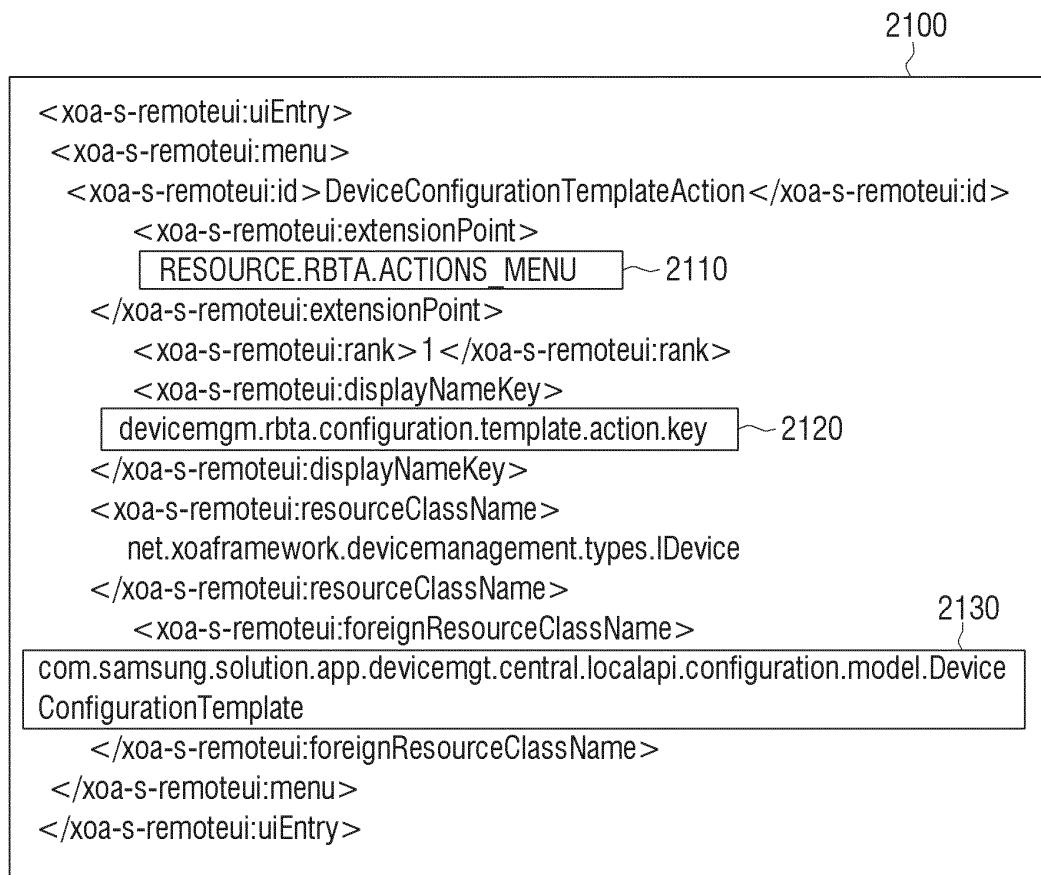 2100
<xoa-s-remoteui:uiEntry>
<xoa-s-remoteui:menu>
<xoa-s-remoteui:id>DeviceConfigurationTemplateAction</xoa-s-remoteui:id>
<xoa-s-remoteui:extensionPoint>
RESOURCE.RBTA.ACTIONS_MENU 2110
</xoa-s-remoteui:extensionPoint>
<xoa-s-remoteui:rank>1</xoa-s-remoteui:rank>
<xoa-s-remoteui:displayNameKey>
devicemgm.rbta.configuration.template.action.key 2120
</xoa-s-remoteui:displayNameKey>
<xoa-s-remoteui:resourceClassName>
net.xoaframework.devicemanagement.types.IDevice
</xoa-s-remoteui:resourceClassName>
2130
<xoa-s-remoteui:foreignResourceClassName>
com.samsung.solution.app.devicemgt.central.localapi.configuration.model.Device
ConfigurationTemplate
</xoa-s-remoteui:foreignResourceClassName>
</xoa-s-remoteui:menu>
</xoa-s-remoteui:uiEntry>